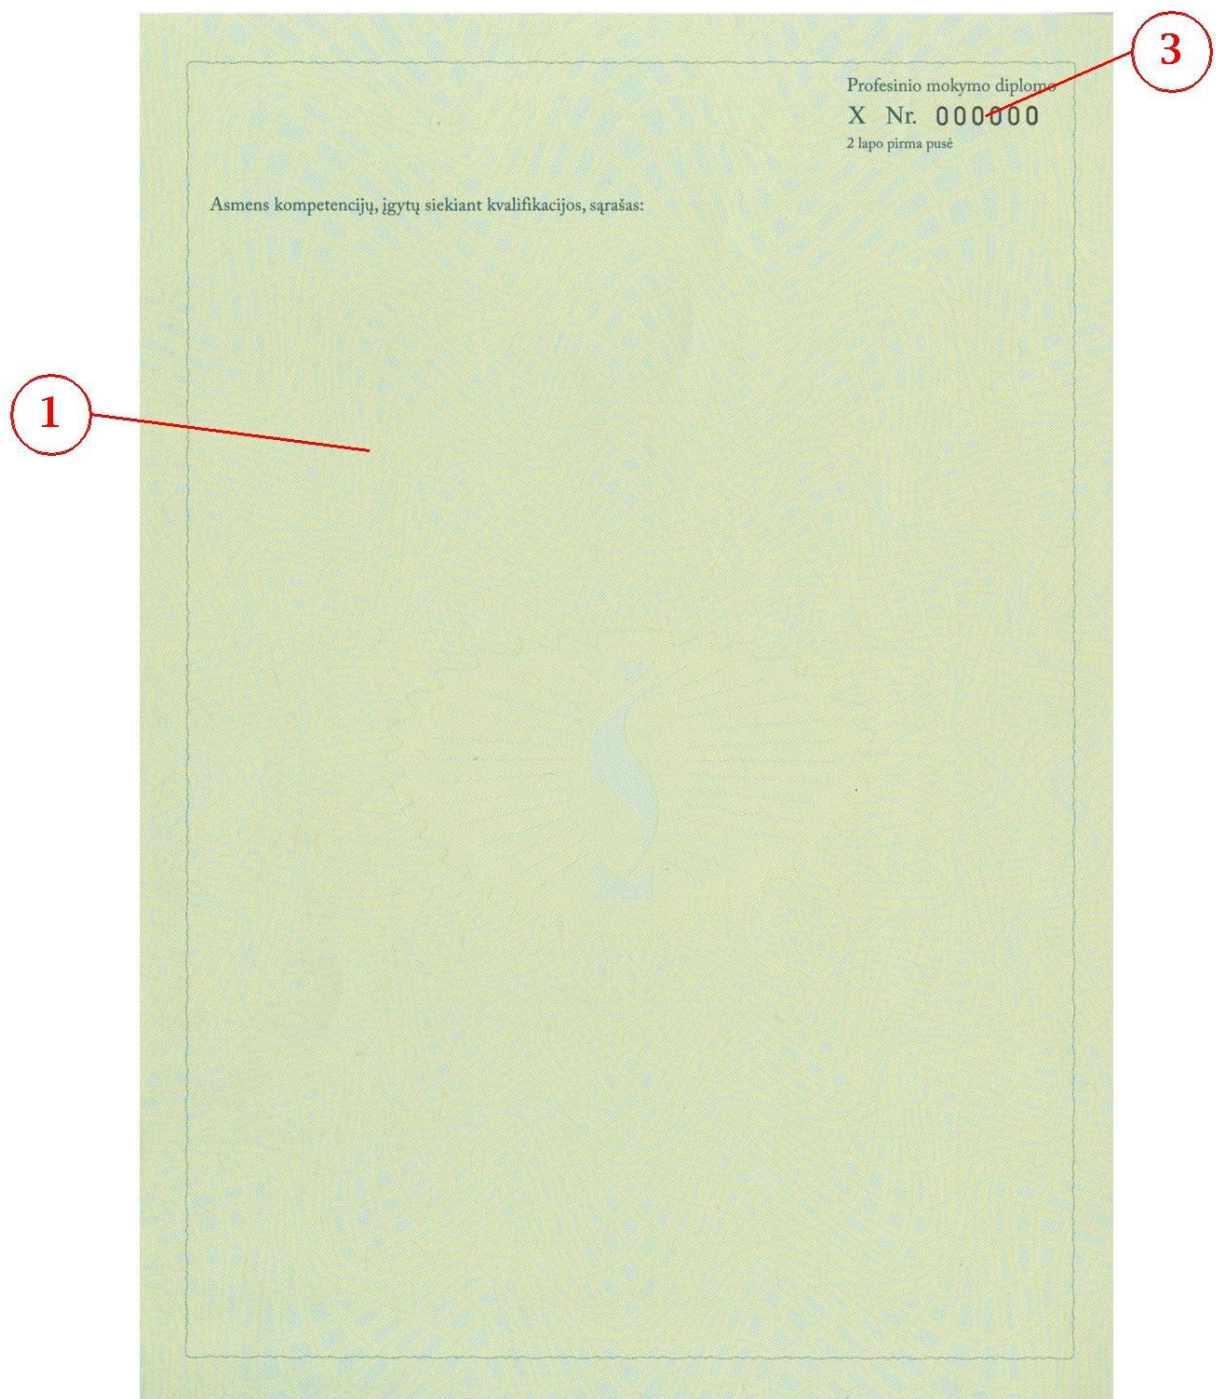 3
Profesinio mokymo diplomo
X Nr. 000000
2 lapo pirma pusė
Asmens kompetencijų, įgytų siekiant kvalifikacijos, sąrašas:
1